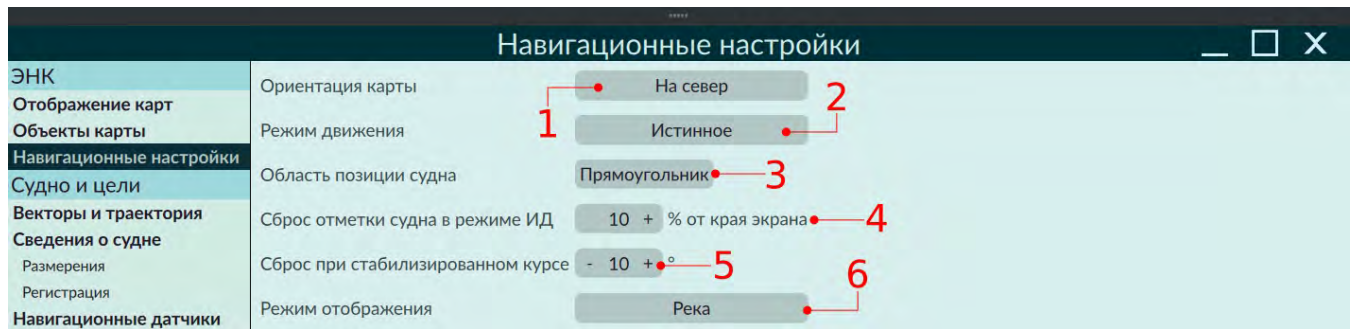 Навигационные настройки
ЭНК
Отображение карт
Объекты карты
Навигационные настройки
Судно и цели
Векторы и траектория
Сведения о судне
Размерения
Регистрация
Навигационные датчики
Ориентация карты На север 1
Режим движения Истинное 2
Область позиции судна Прямоугольник 3
Сброс отметки судна в режиме ИД 10 + % от края экрана 4
Сброс при стабилизированном курсе - 10 + ° 5
Режим отображения Река 6